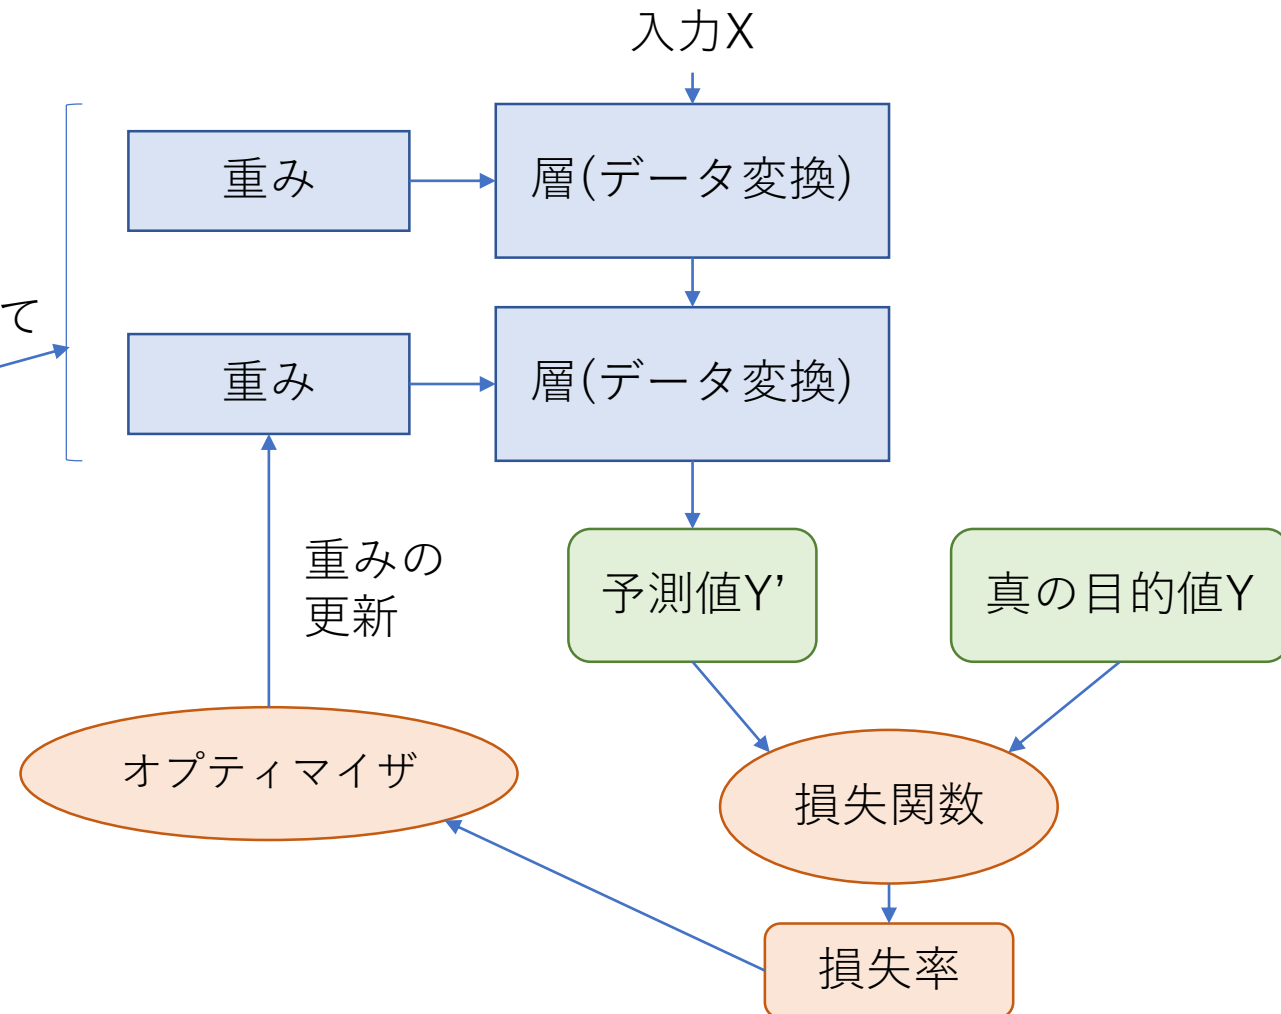 入力X
重み
層(データ変換)
て
重み
層(データ変換)
重みの
更新
予測値Y’
真の目的値Y
オプティマイザ
損失関数
損失率